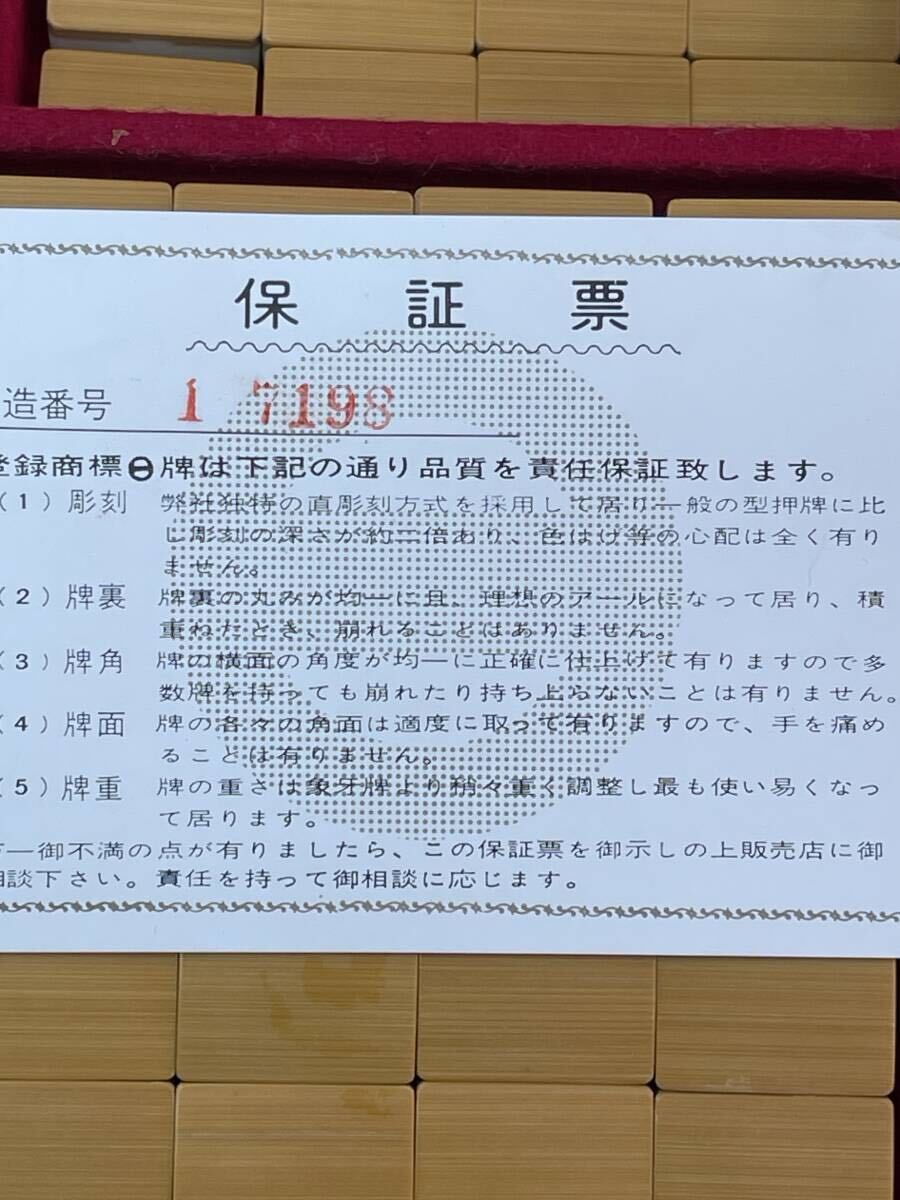 保証票
造番号 17198
登録商標㊀牌は下記の通り品質を責任保証致します。
(1)彫刻 弊社独特の直彫刻方式を採用して居り一般の型押牌に比
し彫刻の深さが約二倍あり、色はげ等の心配は全く有り
ません。
(2)牌裏 牌裏の丸みが均一に且、理想のアールになって居り、積
重ねたとき、崩れることはありません。
(3)牌角 牌の横面の角度が均一に正確に仕上げて有りますので多
数牌を持っても崩れたり持ち上らないことは有りません。
(4)牌面 牌の各々の角面は適度に取って有りますので、手を痛め
ることは有りません。
(5)牌重 牌の重さは象牙牌より稍々重く調整し最も使い易くなっ
て居ります。
万一御不満の点が有りましたら、この保証票を御示しの上販売店に御
相談下さい。責任を持って御相談に応じます。